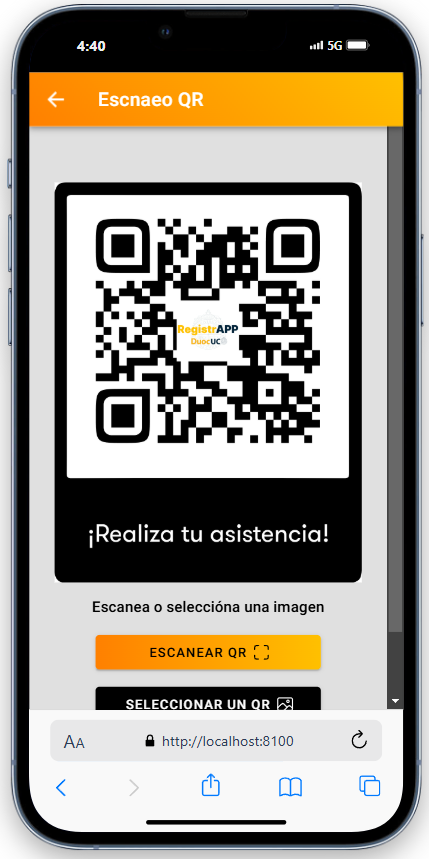 4:40
5G
Escnaeo QR
RegistrAPP
DuocUC
¡Realiza tu asistencia!
Escanea o seleccióna una imagen
ESCANEAR QR
SELECCIONAR UN QR
AA
http://localhost:8100